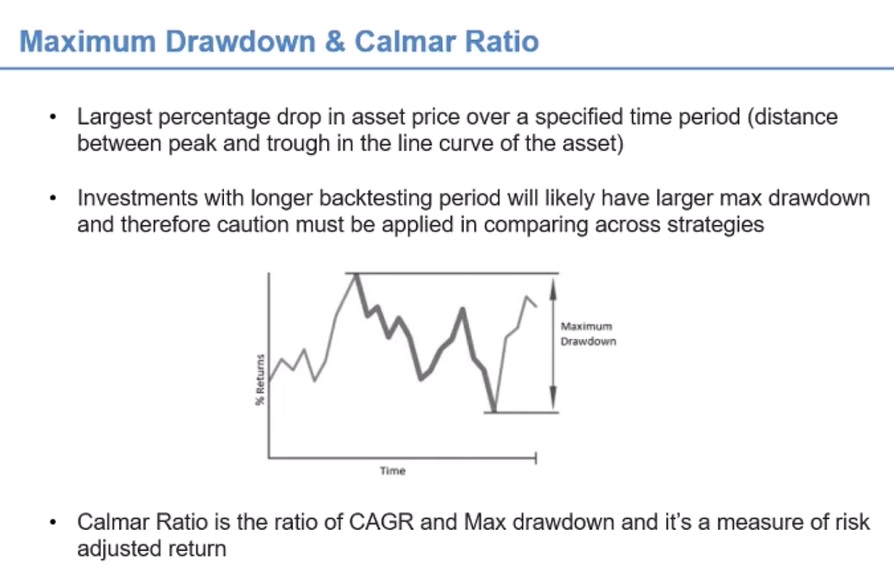 Maximum Drawdown & Calmar Ratio
• Largest percentage drop in asset price over a specified time period (distance
between peak and trough in the line curve of the asset)
• Investments with longer backtesting period will likely have larger max drawdown
and therefore caution must be applied in comparing across strategies
% Returns
Maximum
Drawdown
Time
• Calmar Ratio is the ratio of CAGR and Max drawdown and it's a measure of risk
adjusted return